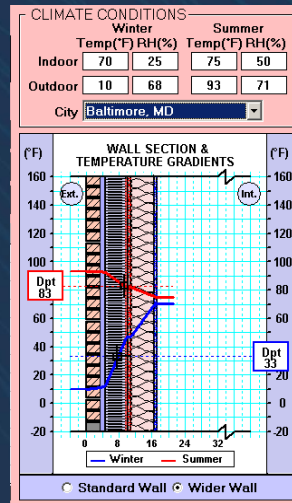 CLIMATE CONDITIONS
Winter Summer
Temp(°F) RH(%) Temp(°F) RH(%)
Indoor 70 25 75 50
Outdoor 10 68 93 71
City Baltimore, MD
WALL SECTION &
TEMPERATURE GRADIENTS
(°F) (°F)
160 160
Ext. Int.
140 140
120 120
100 100
Dpt
83
80 80
60 60
40 40
Dpt
33
20 20
0 0
-20 -20
0 8 16 24 32
Winter Summer
Standard Wall Wider Wall